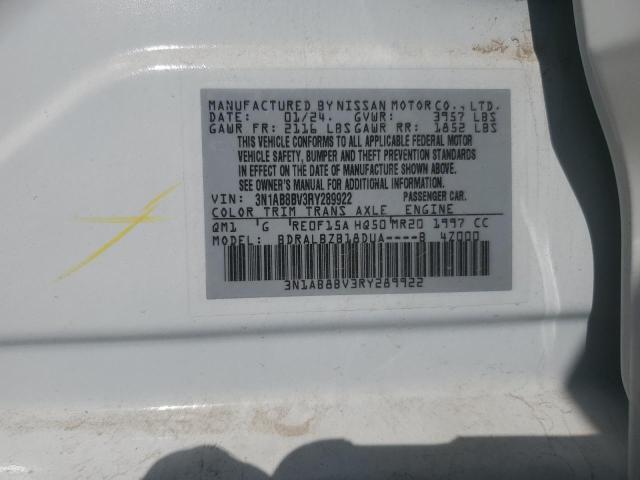 MANUFACTURED BY NISSAN MOTOR CO., LTD.
DATE: 01/24. GVWR: 3957 LBS
GAWR FR: 2116 LBS GAWR RR: 1852 LBS
THIS VEHICLE CONFORMS TO ALL APPLICABLE FEDERAL MOTOR
VEHICLE SAFETY, BUMPER AND THEFT PREVENTION STANDARDS
IN EFFECT ON THE DATE OF MANUFACTURE SHOWN ABOVE.
SEE OWNER'S MANUAL FOR ADDITIONAL INFORMATION.
VIN: 3N1AB8BV3RY289922 PASSENGER CAR.
COLOR TRIM TRANS AXLE ENGINE
QM1 G RE0F15A HQ50 MR20 1997 CC
MODEL: BDRALBZB18DUA----B 4Z000
3N1AB8BV3RY289922